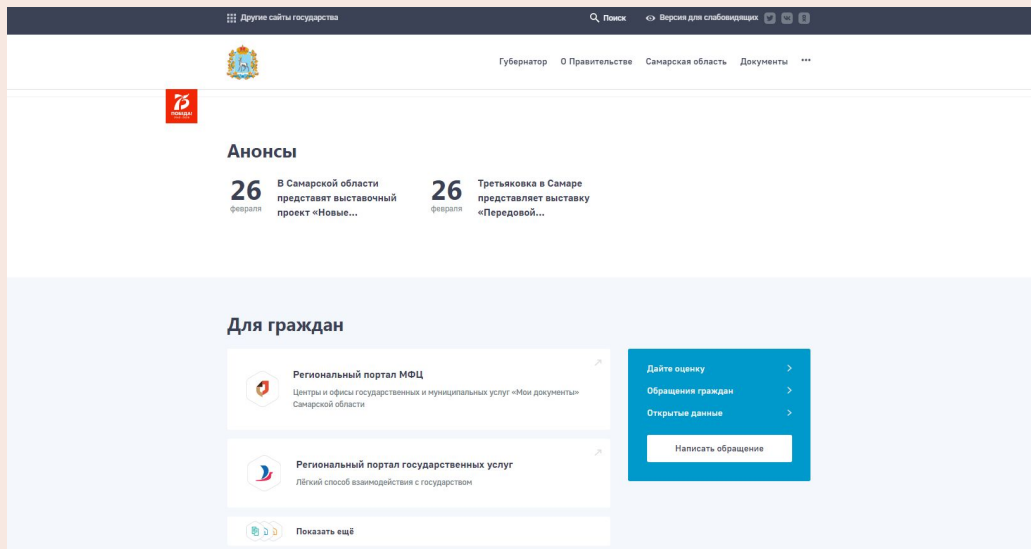 Другие сайты государства
Поиск
Версия для слабовидящих
Губернатор О Правительстве Самарская область Документы ...
75
ПОБЕДА!
Анонсы
26
февраля
В Самарской области
представят выставочный
проект «Новые...
26
февраля
Третьяковка в Самаре
представляет выставку
«Передовой...
Для граждан
Региональный портал МФЦ
Центры и офисы государственных и муниципальных услуг «Мои документы»
Самарской области
Региональный портал государственных услуг
Лёгкий способ взаимодействия с государством
Показать ещё
Дайте оценку
Обращения граждан
Открытые данные
Написать обращение